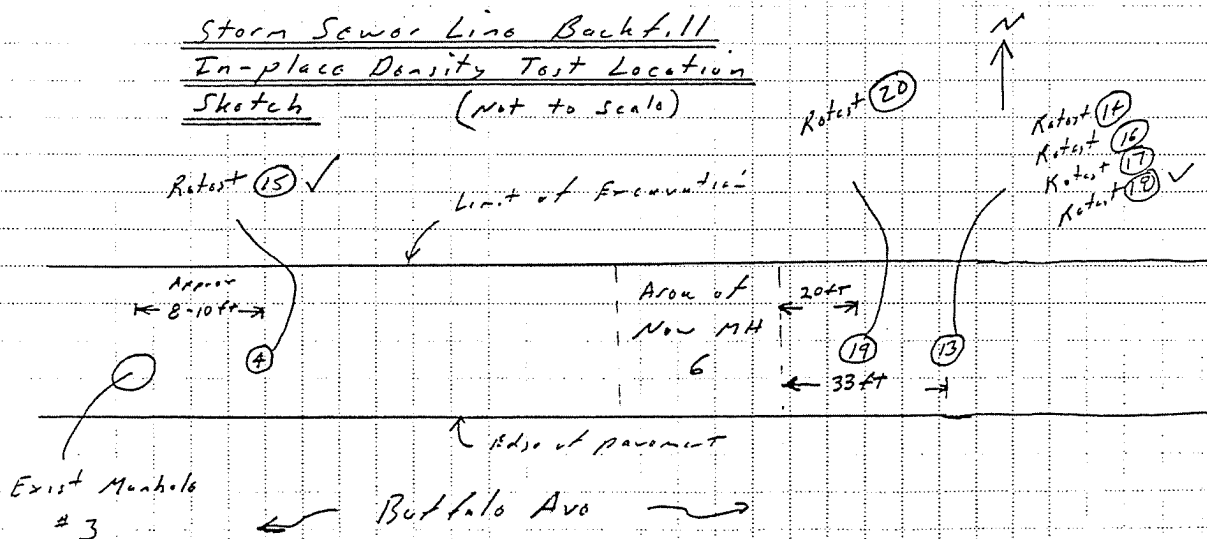 Storm Sewer Line Backfill
In-place Density Test Location
Sketch (Not to scale)
N
Retest 20
Retest 14
Retest 16
Retest 17
Retest 18 ✓
Retest 15 ✓
Limit of Excavation
Approx
8-10 ft
Area of
New MH
6
20 ft
4
19
13
33 ft
Edge of pavement
Exist Manhole
# 3
Buffalo Ave